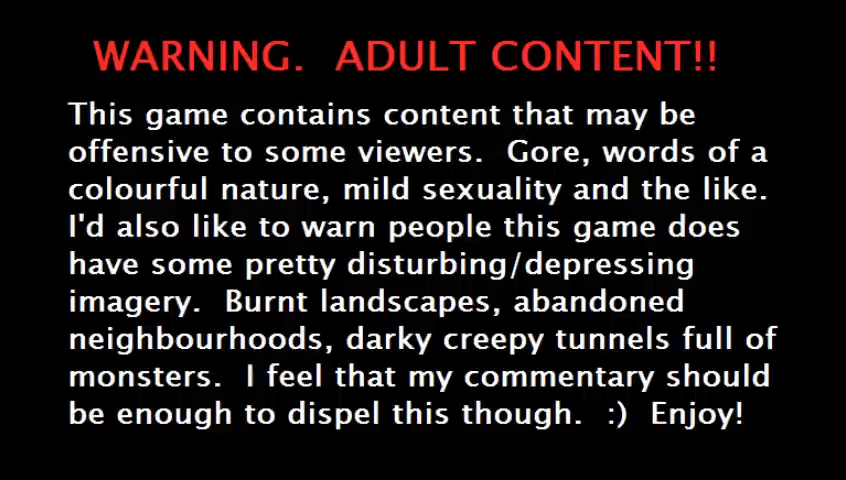 WARNING.  ADULT CONTENT!!
This game contains content that may be
offensive to some viewers.  Gore, words of a
colourful nature, mild sexuality and the like.
I'd also like to warn people this game does
have some pretty disturbing/depressing
imagery.  Burnt landscapes, abandoned
neighbourhoods, darky creepy tunnels full of
monsters.  I feel that my commentary should
be enough to dispel this though.  :)  Enjoy!